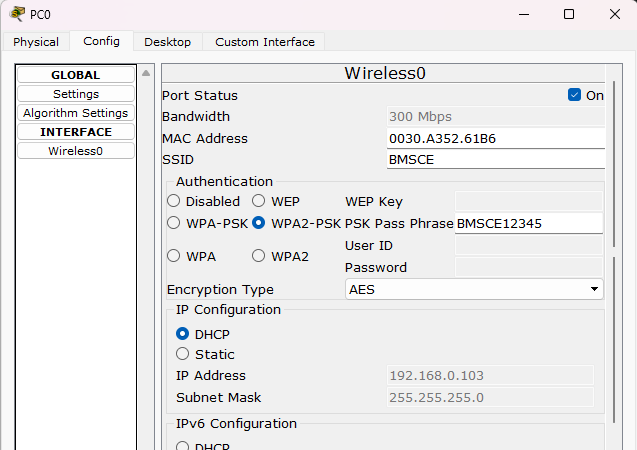 PC0
Physical Config Desktop Custom Interface
GLOBAL
Settings
Algorithm Settings
INTERFACE
Wireless0
Wireless0
Port Status On
Bandwidth 300 Mbps
MAC Address 0030.A352.61B6
SSID BMSCE
Authentication
Disabled WEP WEP Key
WPA-PSK WPA2-PSK PSK Pass Phrase BMSCE12345
User ID
WPA WPA2
Password
Encryption Type AES
IP Configuration
DHCP
Static
IP Address 192.168.0.103
Subnet Mask 255.255.255.0
IPv6 Configuration
DHCP